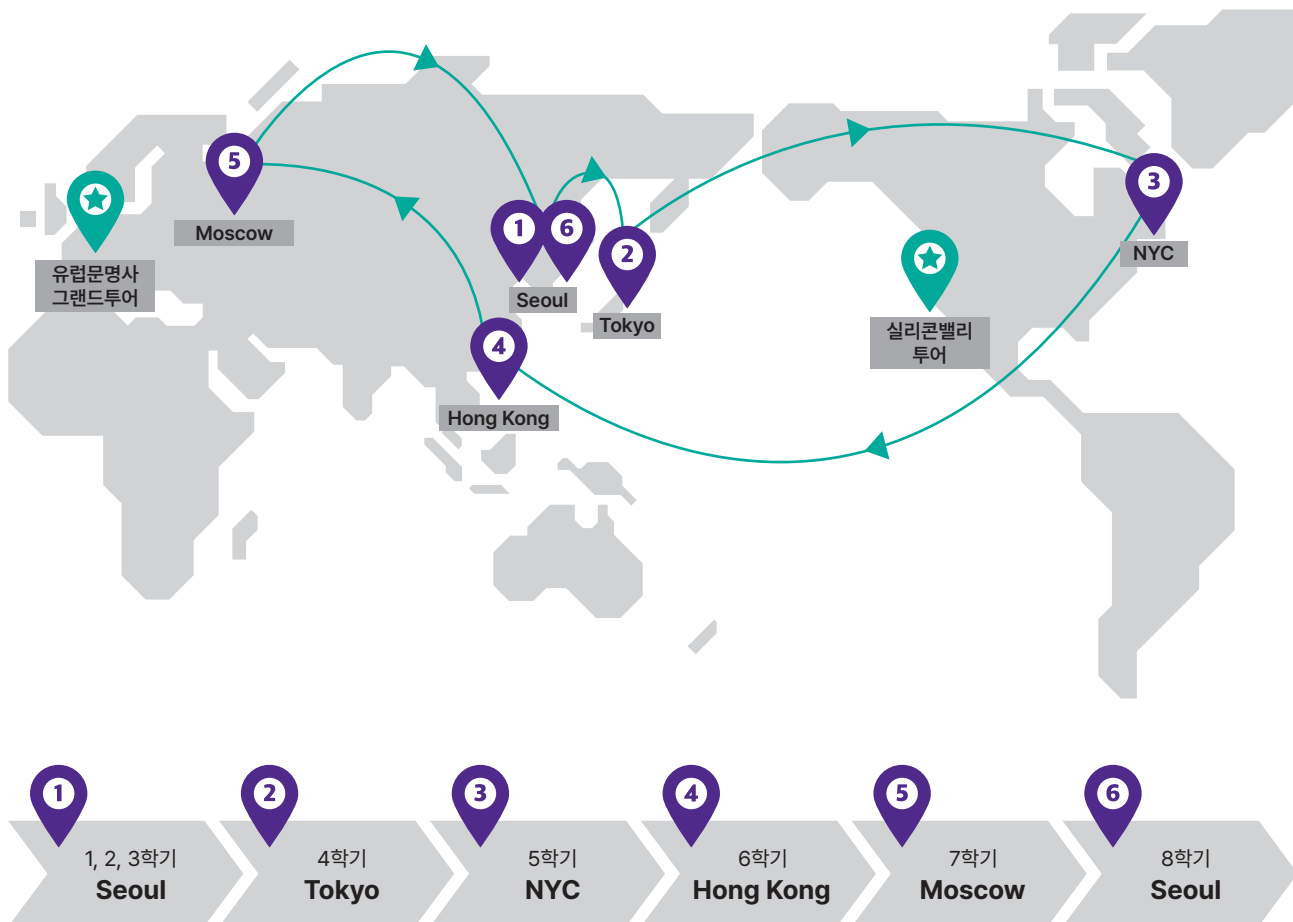 5
Moscow
유럽문명사
그랜드투어
1
6
Seoul
2
Tokyo
3
NYC
실리콘밸리
투어
4
Hong Kong
1
1, 2, 3학기
Seoul
2
4학기
Tokyo
3
5학기
NYC
4
6학기
Hong Kong
5
7학기
Moscow
6
8학기
Seoul